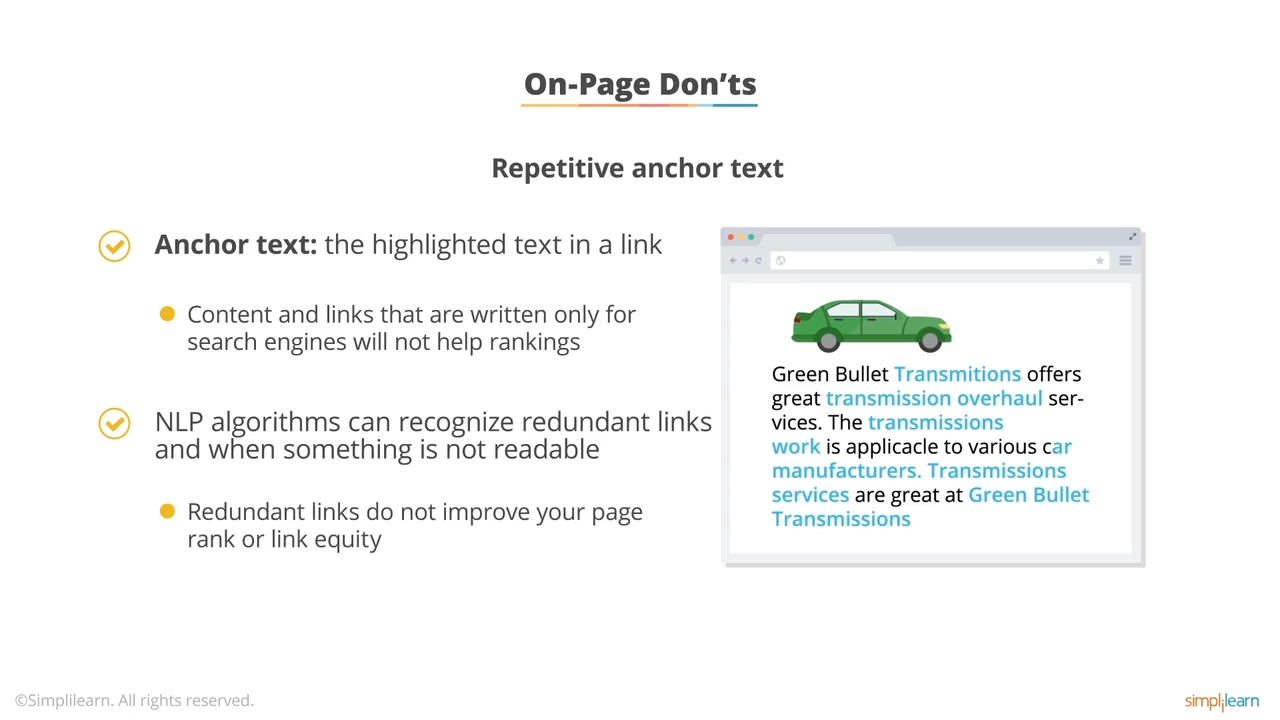 On-Page Don’ts
Repetitive anchor text
Anchor text: the highlighted text in a link
Content and links that are written only for
search engines will not help rankings
NLP algorithms can recognize redundant links
and when something is not readable
Redundant links do not improve your page
rank or link equity
Green Bullet Transmitions offers
great transmission overhaul ser-
vices. The transmissions
work is applicacle to various car
manufacturers. Transmissions
services are great at Green Bullet
Transmissions
©Simplilearn. All rights reserved.
simplilearn